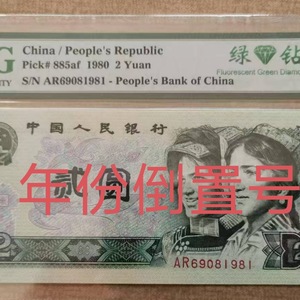 G
China / People's Republic
Pick# 885af 1980 2 Yuan
S/N AR69081981 - People's Bank of China
绿 钻
Fluorescent Green Diamond
中国人民银行
年份倒置号
贰圆
AR69081981